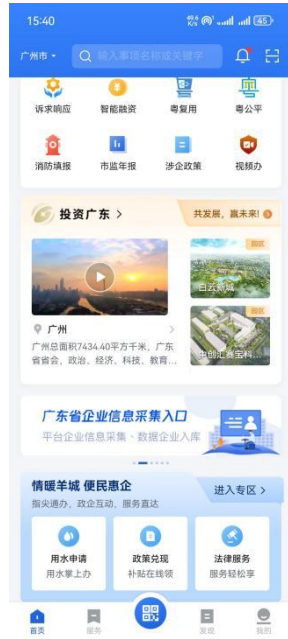 15:40
49.6 K/s 45
广州市
输入事项名称或关键字
诉求响应 智能融资 粤复用 粤公平
消防填报 市监年报 涉企政策 视频办
投资广东 >
共发展，赢未来!
园区
白云新城
广州
园区
广州总面积7434.40平方千米，广东
省省会，政治、经济、科技、教育...
广东省企业信息采集入口
平台企业信息采集·数据企业入库
情暖羊城 便民惠企
指尖通办，政企互动，服务直达
进入专区 >
用水申请 政策兑现 法律服务
用水掌上办 补贴在线领 服务轻松享
首页 服务 发现 我的